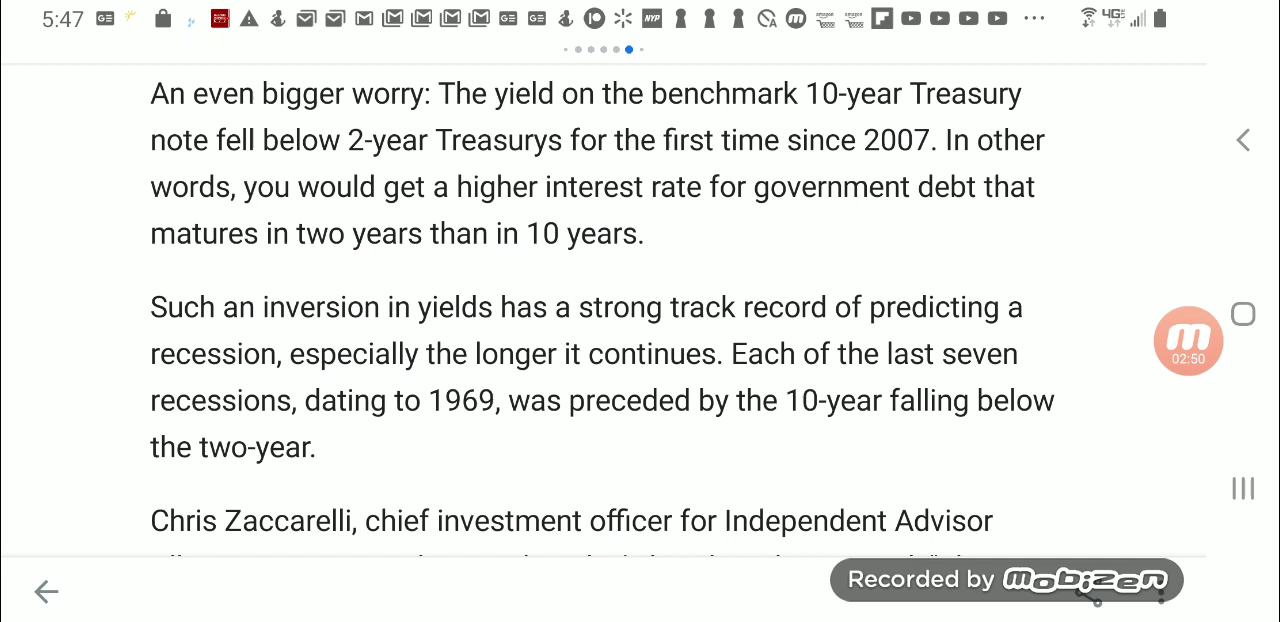 5:47
GE
NYP
amazon
amazon
4GE
An even bigger worry: The yield on the benchmark 10-year Treasury
note fell below 2-year Treasurys for the first time since 2007. In other
words, you would get a higher interest rate for government debt that
matures in two years than in 10 years.
Such an inversion in yields has a strong track record of predicting a
recession, especially the longer it continues. Each of the last seven
recessions, dating to 1969, was preceded by the 10-year falling below
the two-year.
m
02:50
Chris Zaccarelli, chief investment officer for Independent Advisor
Recorded by mobizen